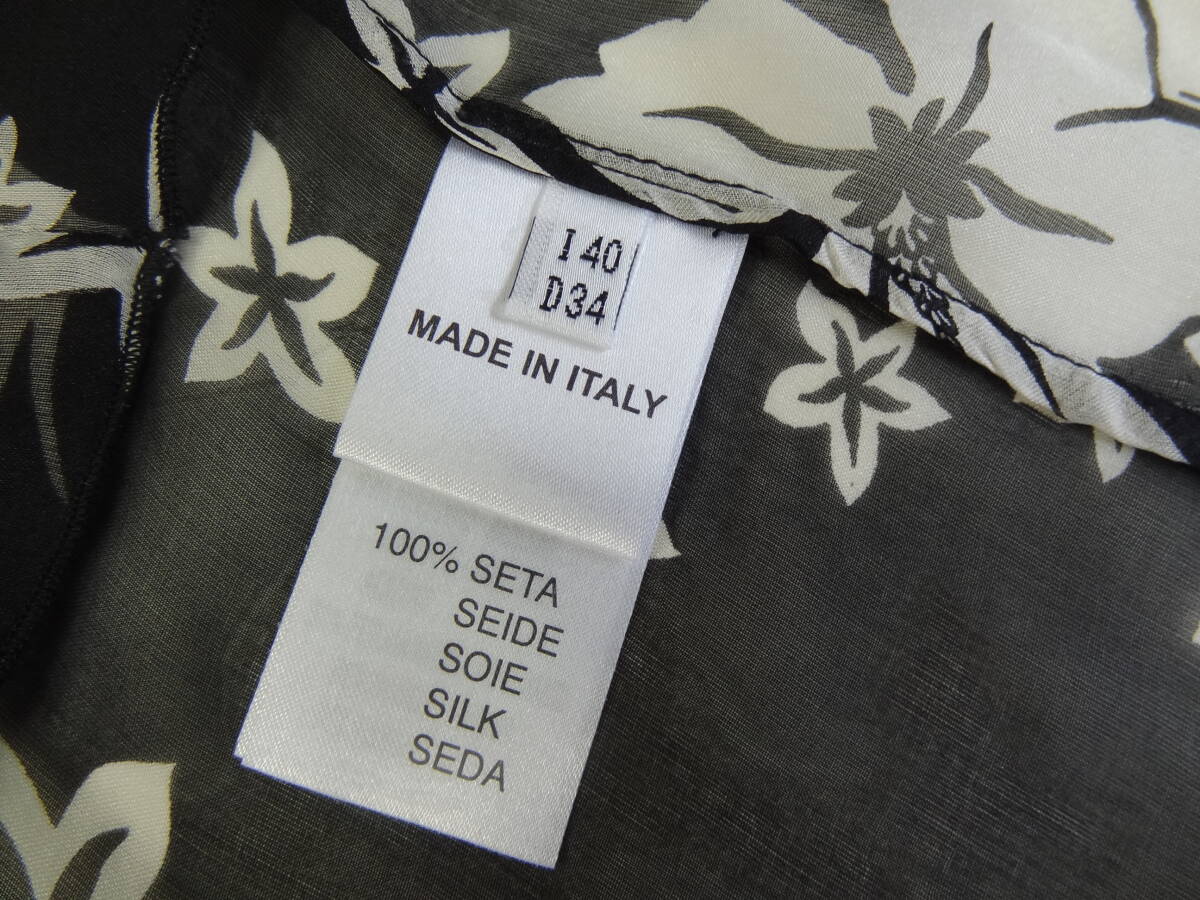 I 40
D34
MADE IN ITALY
100% SETA
SEIDE
SOIE
SILK
SEDA